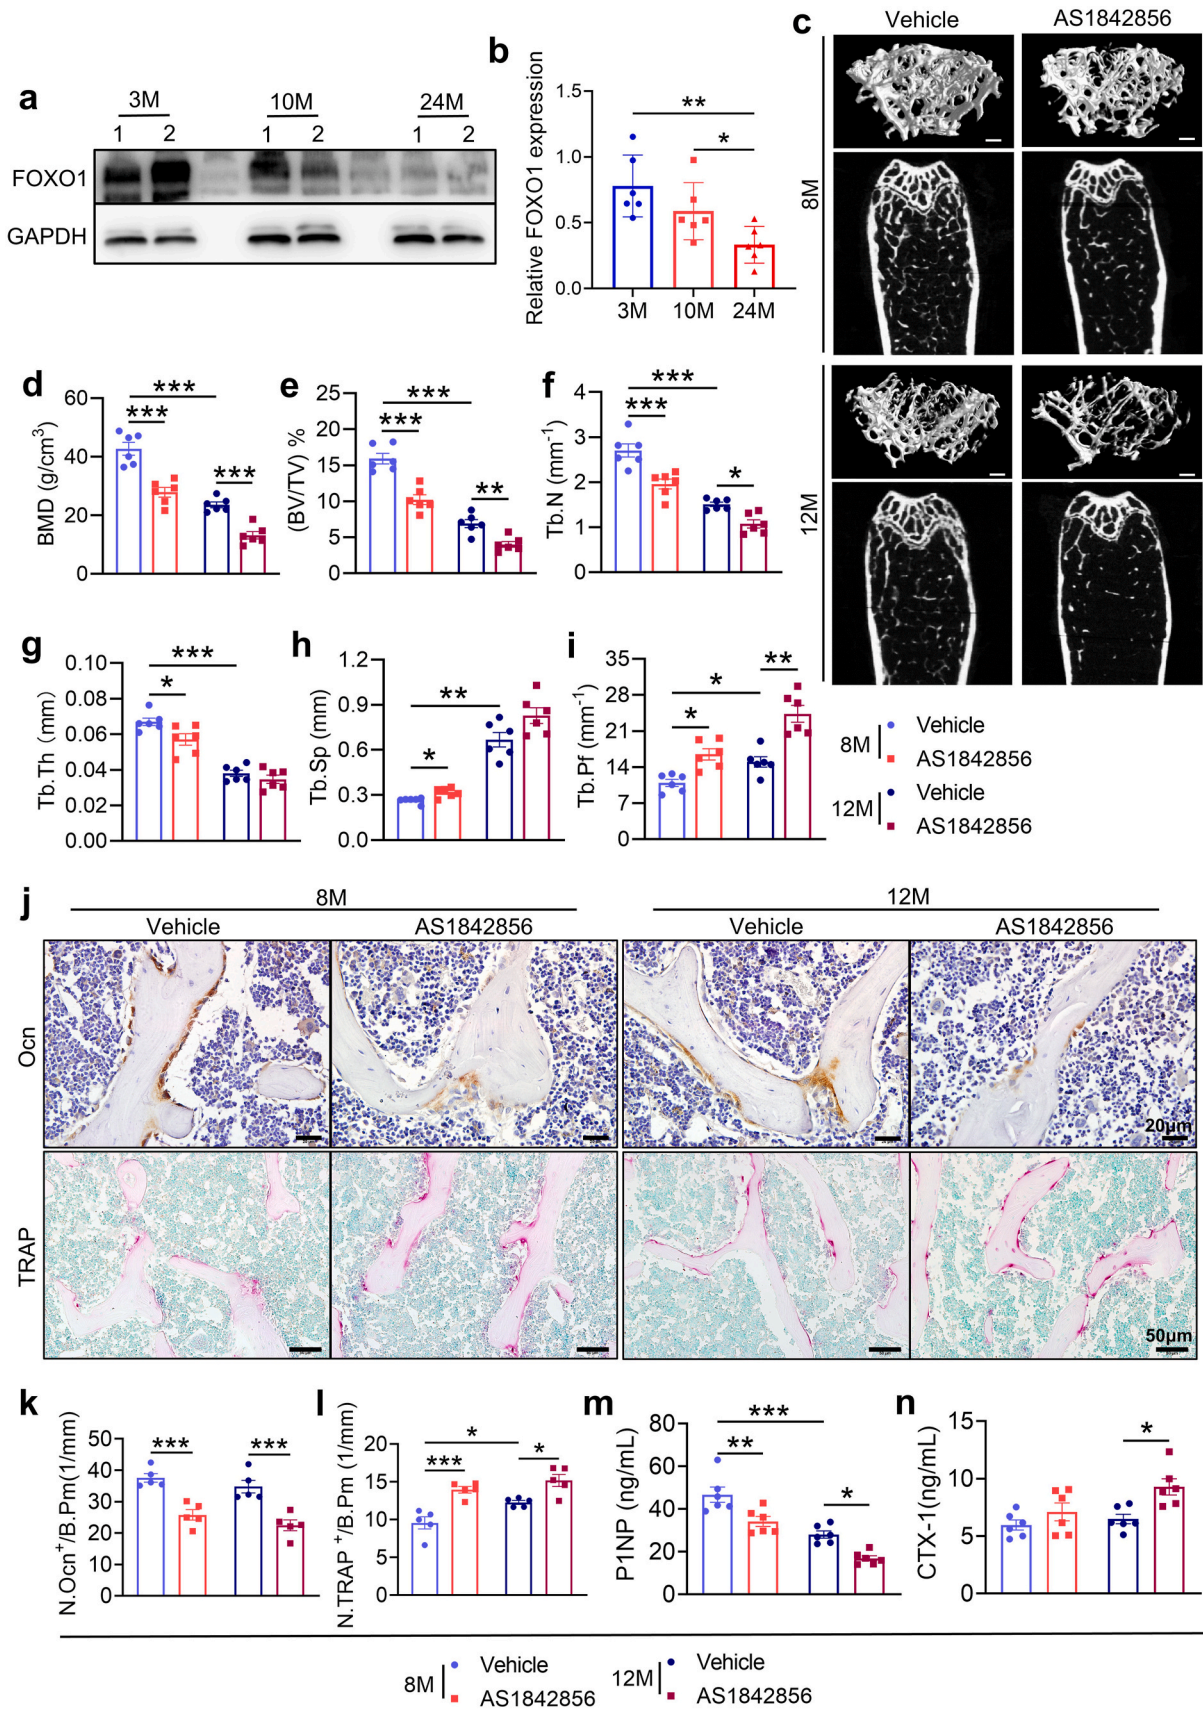 a
3M 10M 24M
1 2 1 2 1 2
FOXO1
GAPDH
b
Relative FOXO1 expression
1.5
1.0
0.5
0.0
**
*
3M 10M 24M
c
Vehicle AS1842856
8M
12M
d
BMD (g/cm³)
60
40
20
0
***
***
***
e
(BV/TV) %
25
20
15
10
5
0
***
***
**
f
Tb.N (mm⁻¹)
4
3
2
1
0
***
***
*
g
Tb.Th (mm)
0.10
0.08
0.06
0.04
0.02
0.00
***
*
h
Tb.Sp (mm)
1.2
0.9
0.6
0.3
0.0
**
*
i
Tb.Pf (mm⁻¹)
35
28
21
14
7
0
**
*
*
8M
Vehicle
AS1842856
12M
Vehicle
AS1842856
j
8M 12M
Vehicle AS1842856 Vehicle AS1842856
Ocn
20μm
TRAP
50μm
k
N.Ocn⁺/B.Pm(1/mm)
50
40
30
20
10
0
***
***
l
N.TRAP⁺/B.Pm (1/mm)
20
15
10
5
0
*
***
*
m
P1NP (ng/mL)
80
60
40
20
0
***
**
*
n
CTX-1(ng/mL)
15
10
5
0
*
8M
Vehicle
AS1842856
12M
Vehicle
AS1842856